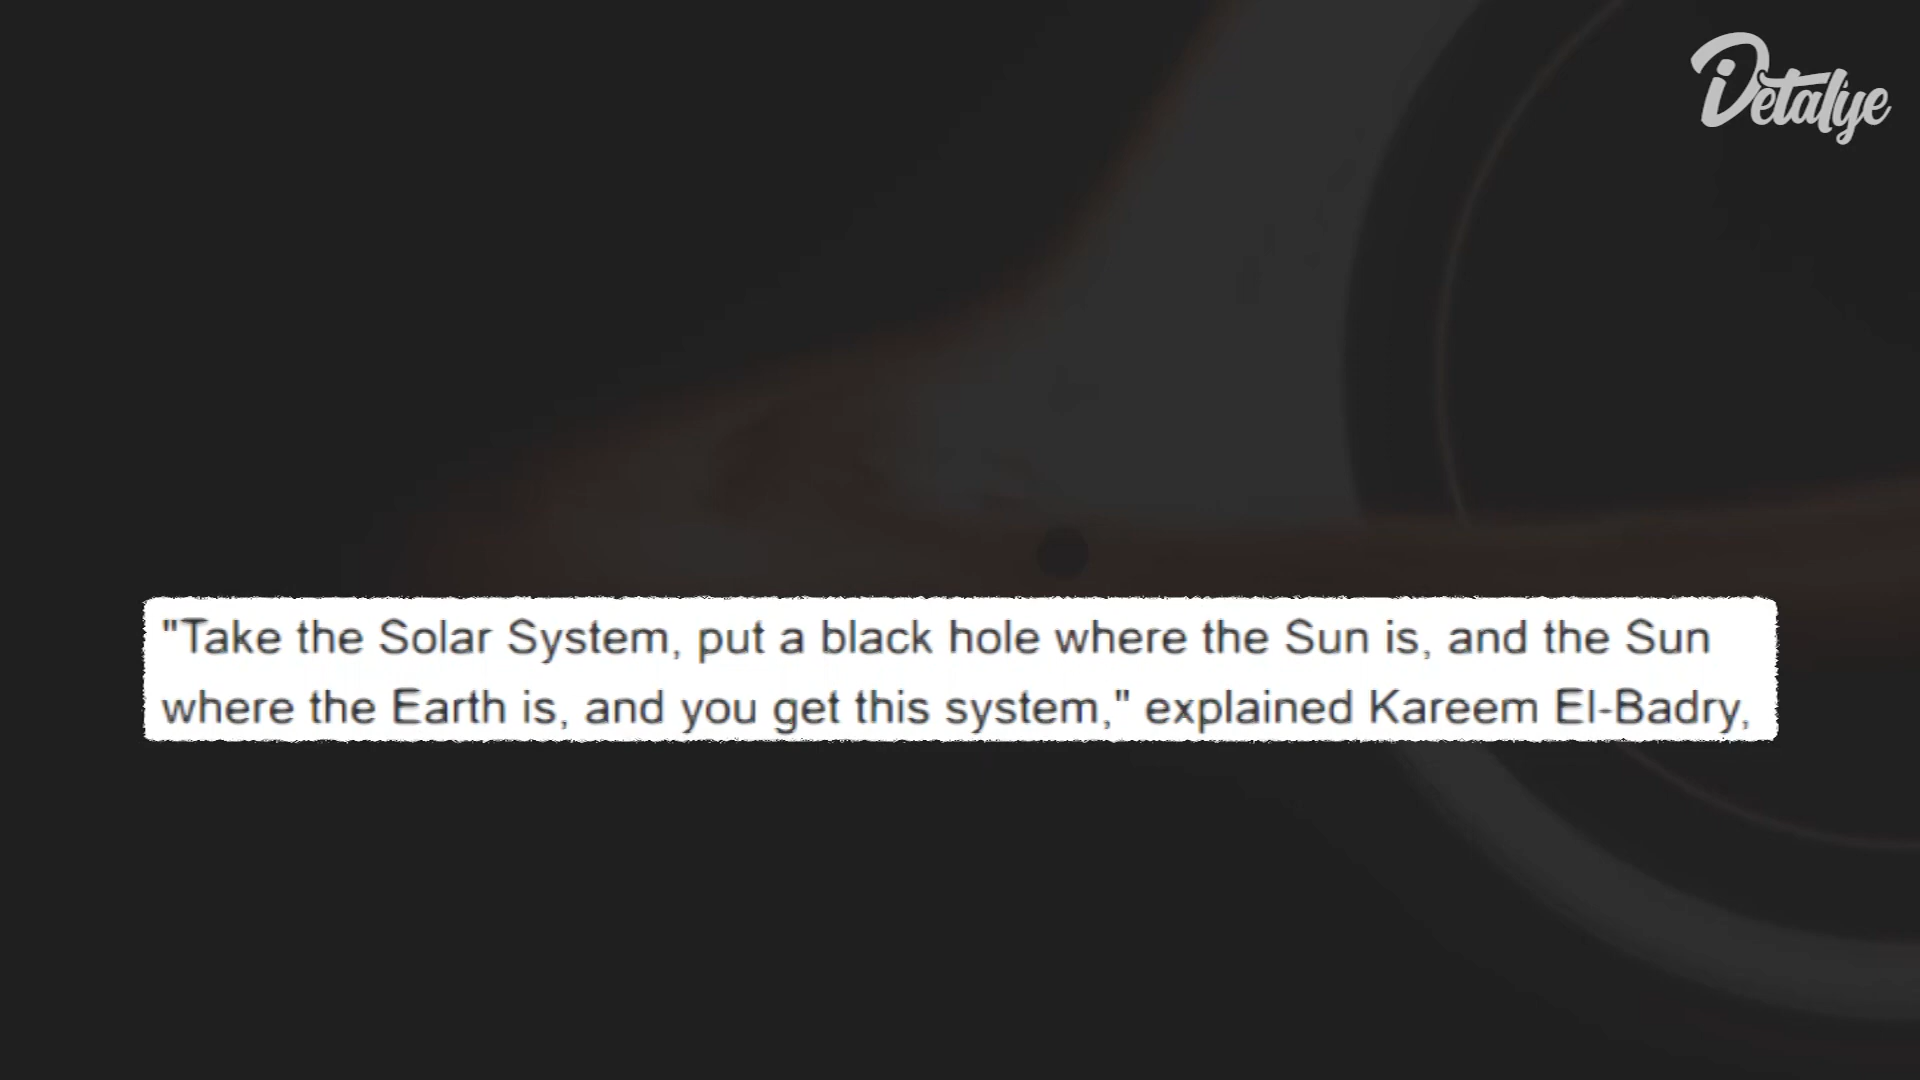 iDetalye
"Take the Solar System, put a black hole where the Sun is, and the Sun
where the Earth is, and you get this system," explained Kareem El-Badry,